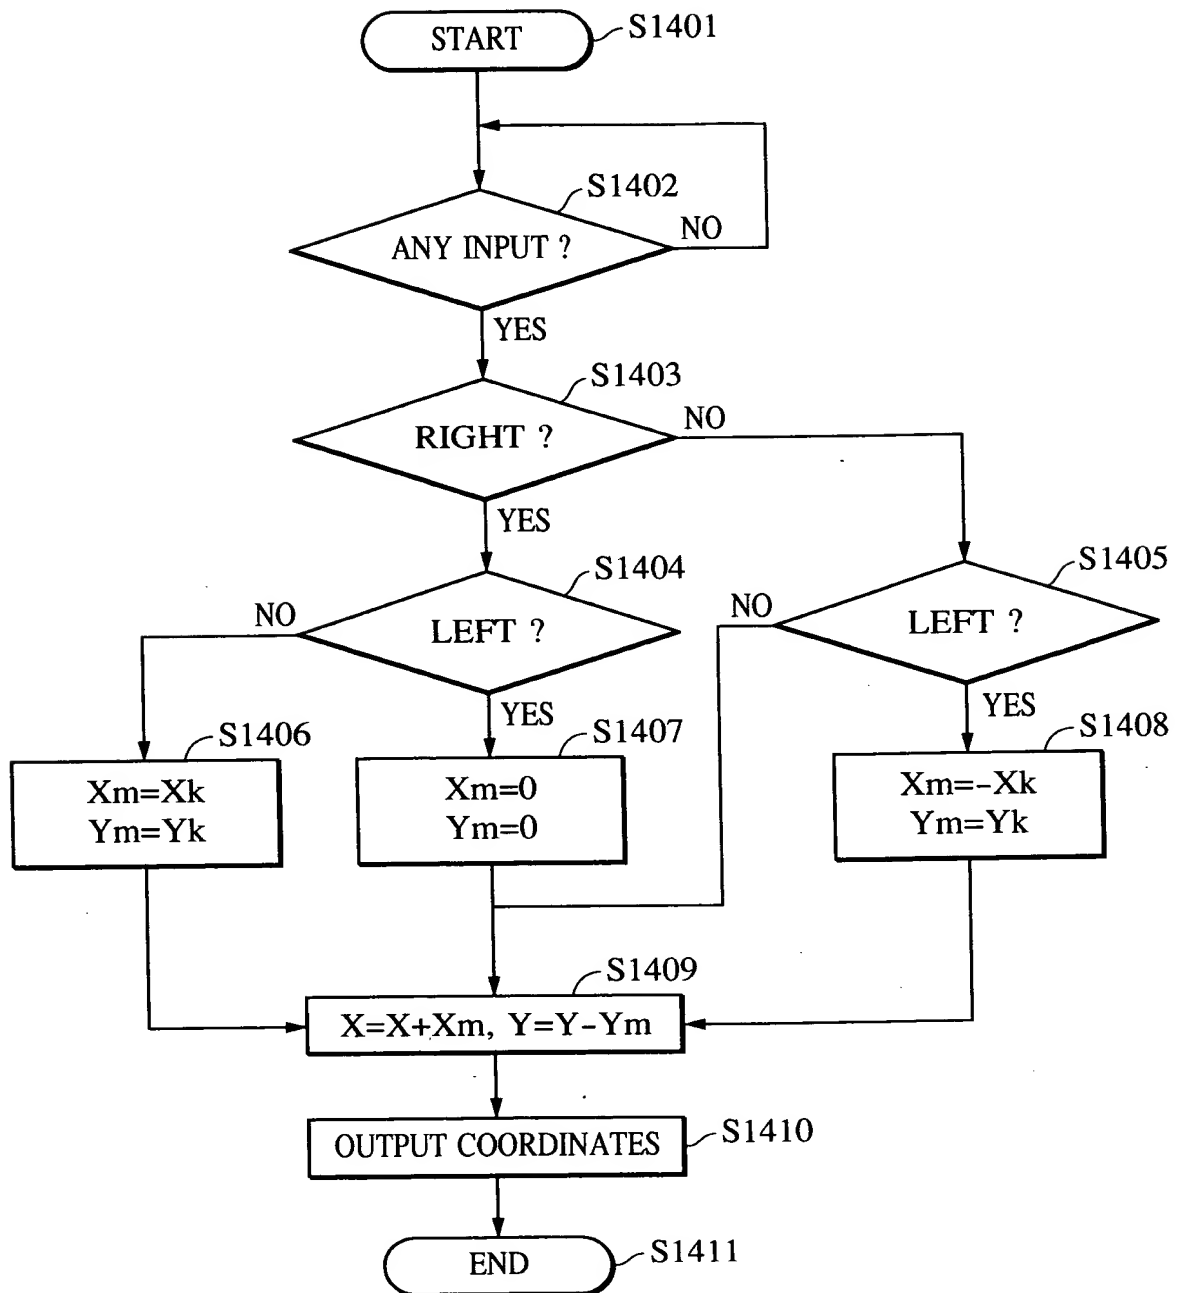 START
S1401
S1402
ANY INPUT ?
NO
YES
S1403
RIGHT ?
NO
YES
S1404
S1405
NO
LEFT ?
NO
LEFT ?
YES
YES
S1406
S1407
S1408
Xm=Xk
Ym=Yk
Xm=0
Ym=0
Xm=-Xk
Ym=Yk
S1409
X=X+Xm, Y=Y-Ym
OUTPUT COORDINATES
S1410
END
S1411